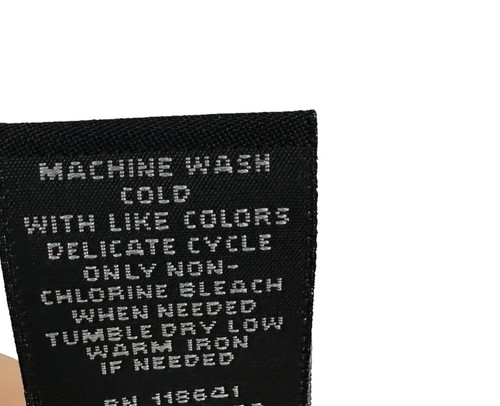 MACHINE WASH
COLD
WITH LIKE COLORS
DELICATE CYCLE
ONLY NON-
CHLORINE BLEACH
WHEN NEEDED
TUMBLE DRY LOW
WARM IRON
IF NEEDED
RN 118641